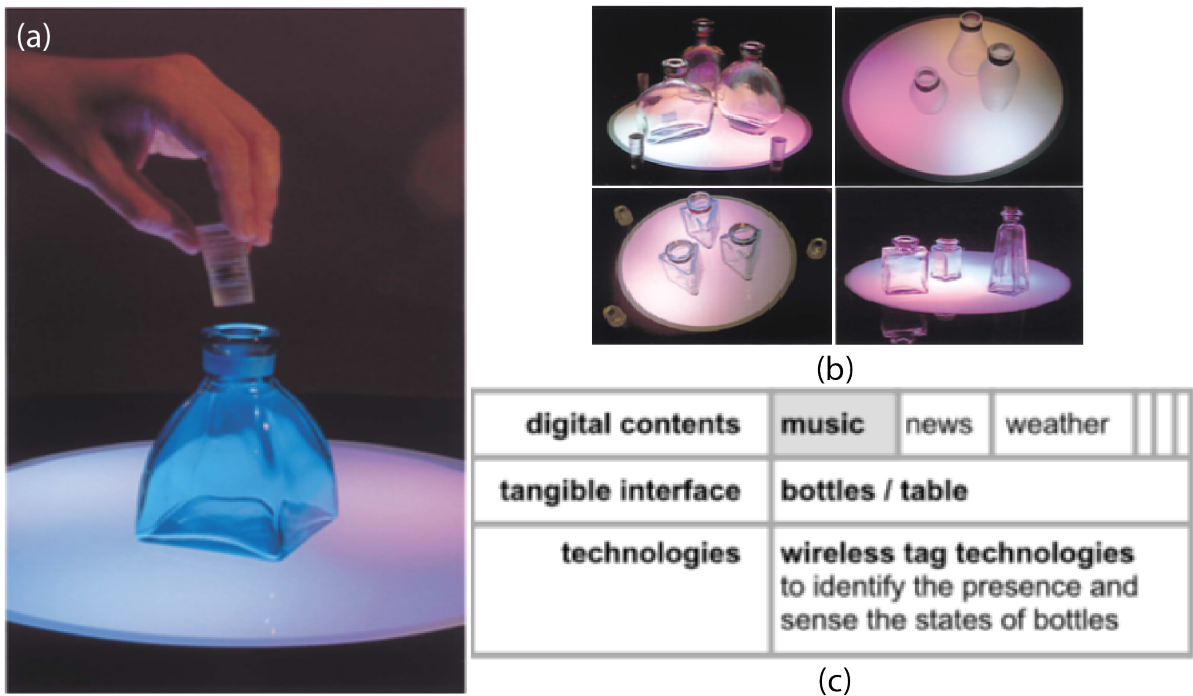 (a)
(b)
digital contents music news weather
tangible interface bottles / table
technologies wireless tag technologies
to identify the presence and
sense the states of bottles
(c)